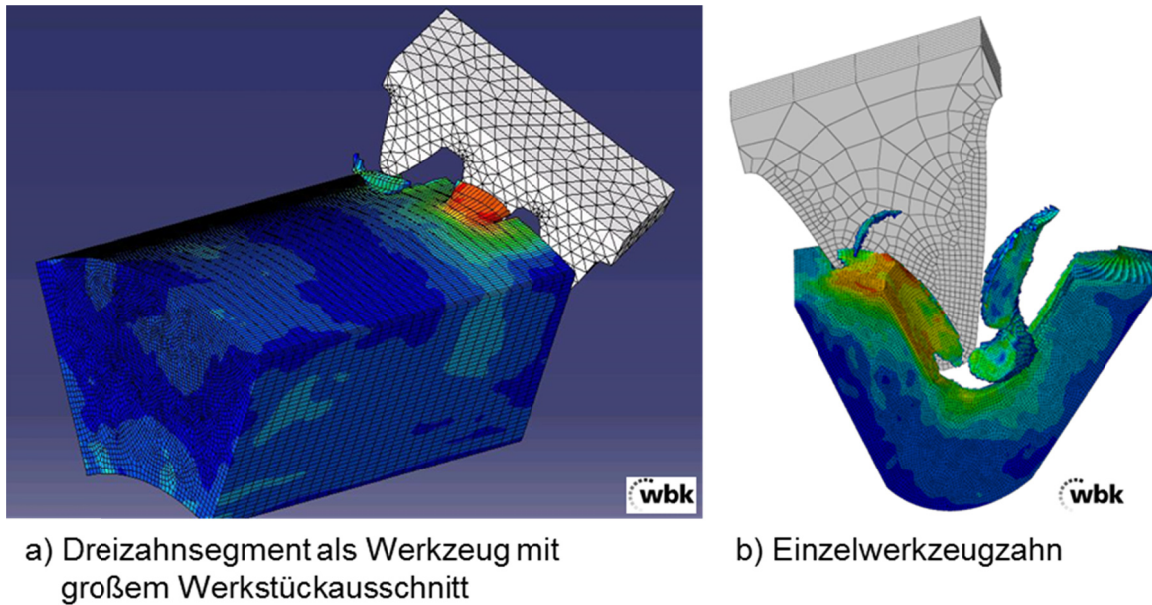 wbk
wbk
a) Dreizahnsegment als Werkzeug mit
großem Werkstückausschnitt
b) Einzelwerkzeugzahn